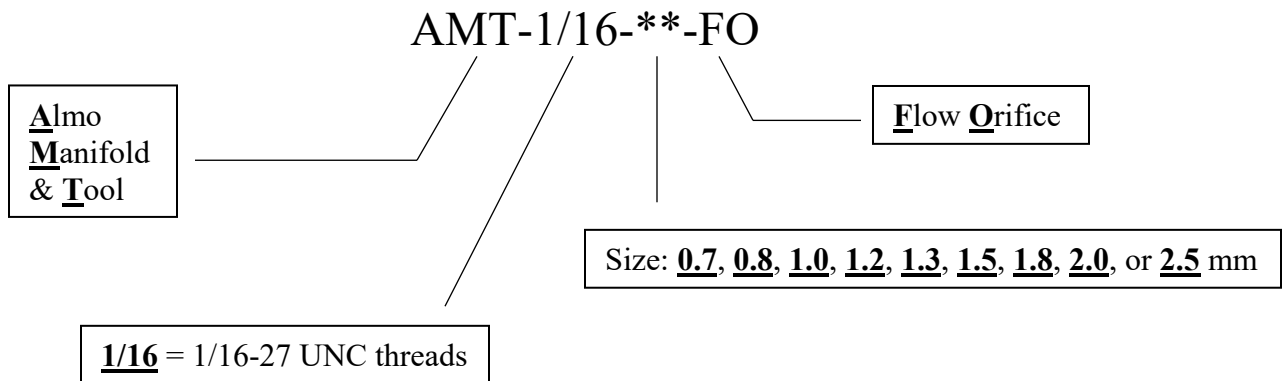 AMT-1/16-**-FO
Almo
Manifold
& Tool
Flow Orifice
Size: 0.7, 0.8, 1.0, 1.2, 1.3, 1.5, 1.8, 2.0, or 2.5 mm
1/16 = 1/16-27 UNC threads